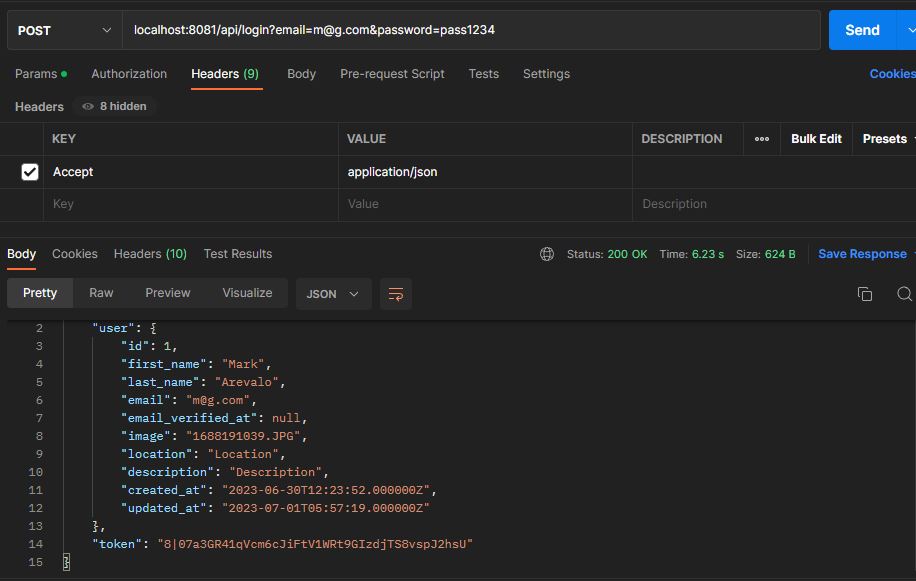 POST localhost:8081/api/login?email=m@g.com&password=pass1234 Send
Params Authorization Headers (9) Body Pre-request Script Tests Settings Cookies
Headers 8 hidden
KEY VALUE DESCRIPTION ••• Bulk Edit Presets
Accept application/json
Key Value Description
Body Cookies Headers (10) Test Results Status: 200 OK Time: 6.23 s Size: 624 B Save Response
Pretty Raw Preview Visualize JSON
2 "user": {
3 "id": 1,
4 "first_name": "Mark",
5 "last_name": "Arevalo",
6 "email": "m@g.com",
7 "email_verified_at": null,
8 "image": "1688191039.JPG",
9 "location": "Location",
10 "description": "Description",
11 "created_at": "2023-06-30T12:23:52.000000Z",
12 "updated_at": "2023-07-01T05:57:19.000000Z"
13 },
14 "token": "8|07a3GR41qVcm6cJiFtV1WRt9GIzdjTS8vspJ2hsU"
15 }